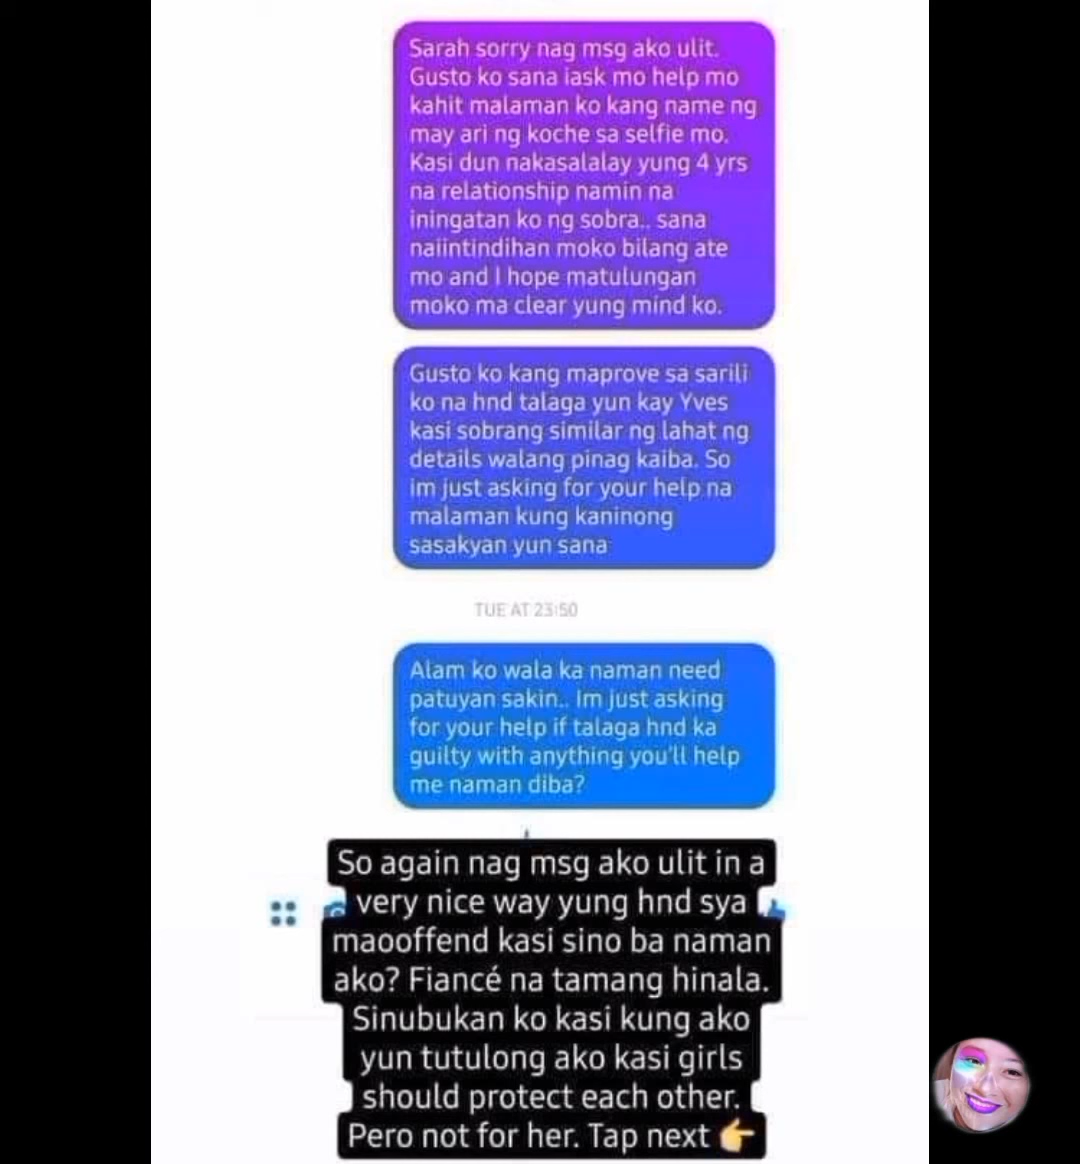 Sarah sorry nag msg ako ulit.
Gusto ko sana iask mo help mo
kahit malaman ko kang name ng
may ari ng koche sa selfie mo.
Kasi dun nakasalalay yung 4 yrs
na relationship namin na
iningatan ko ng sobra.. sana
naiintindihan moko bilang ate
mo and I hope matulungan
moko ma clear yung mind ko.
Gusto ko kang maprove sa sarili
ko na hnd talaga yun kay Yves
kasi sobrang similar ng lahat ng
details walang pinag kaiba. So
im just asking for your help na
malaman kung kaninong
sasakyan yun sana
TUE AT 23:50
Alam ko wala ka naman need
patuyan sakin.. Im just asking
for your help if talaga hnd ka
guilty with anything you'll help
me naman diba?
So again nag msg ako ulit in a
very nice way yung hnd sya
maooffend kasi sino ba naman
ako? Fiancé na tamang hinala.
Sinubukan ko kasi kung ako
yun tutulong ako kasi girls
should protect each other.
Pero not for her. Tap next 👉